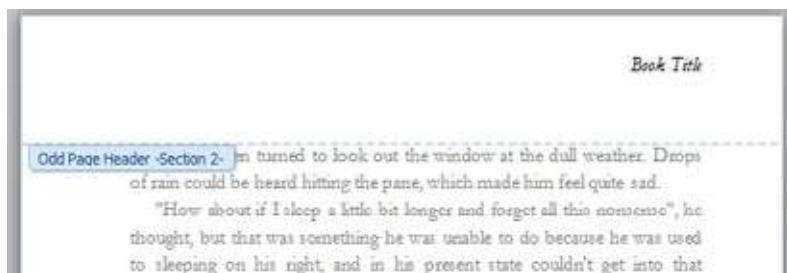 Book Title
Odd Page Header -Section 2-
m turned to look out the window at the dull weather. Drops
of rain could be heard hitting the pane, which made him feel quite sad.
"How about if I sleep a little bit longer and forget all this nonsense", he
thought, but that was something he was unable to do because he was used
to sleeping on his right, and in his present state couldn't get into that